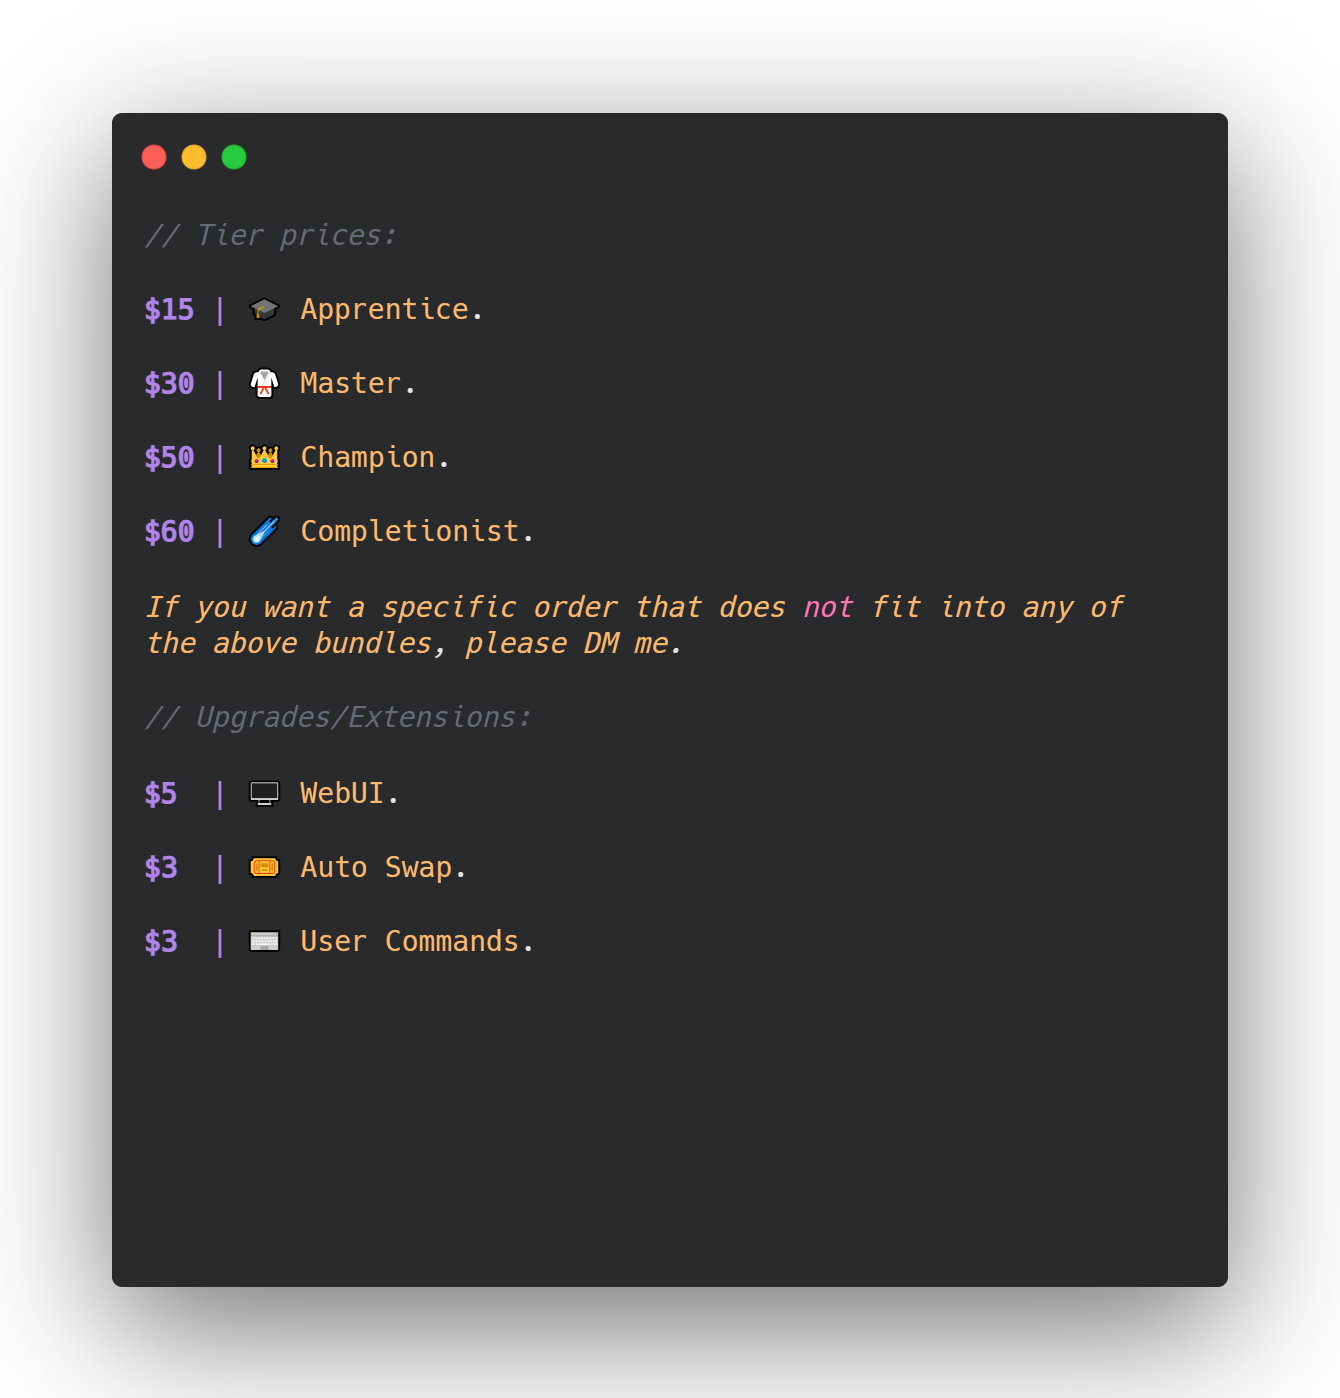 // Tier prices:
$15 | 🎓 Apprentice.
$30 | 🥋 Master.
$50 | 👑 Champion.
$60 | ☄️ Completionist.
If you want a specific order that does not fit into any of
the above bundles, please DM me.
// Upgrades/Extensions:
$5  | 🖥️ WebUI.
$3  | 🎟️ Auto Swap.
$3  | ⌨️ User Commands.